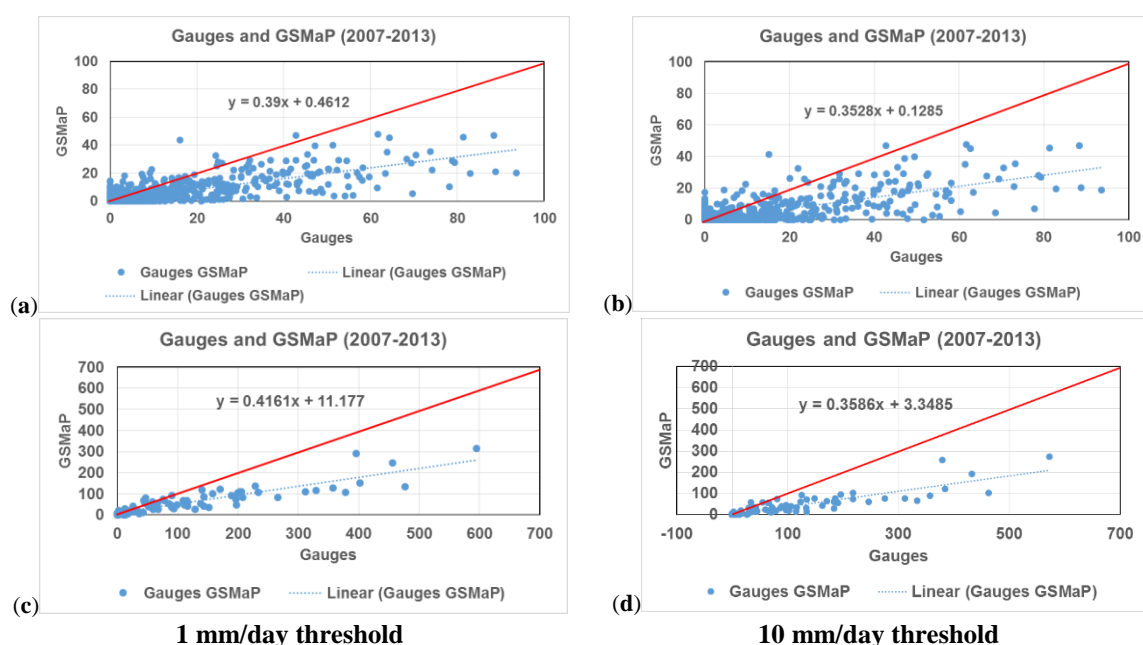 Gauges and GSMaP (2007-2013)
100
80
60
40
20
0
GSMaP
y = 0.39x + 0.4612
0 20 40 60 80 100
Gauges
Gauges GSMaP Linear (Gauges GSMaP)
Linear (Gauges GSMaP)
(a)
Gauges and GSMaP (2007-2013)
100
80
60
40
20
0
GSMaP
y = 0.3528x + 0.1285
0 20 40 60 80 100
Gauges
Gauges GSMaP Linear (Gauges GSMaP)
(b)
Gauges and GSMaP (2007-2013)
700
600
500
400
300
200
100
0
GSMaP
y = 0.4161x + 11.177
0 100 200 300 400 500 600 700
Gauges
Gauges GSMaP Linear (Gauges GSMaP)
(c)
1 mm/day threshold
Gauges and GSMaP (2007-2013)
700
600
500
400
300
200
100
0
GSMaP
y = 0.3586x + 3.3485
-100 100 300 500 700
Gauges
Gauges GSMaP Linear (Gauges GSMaP)
(d)
10 mm/day threshold